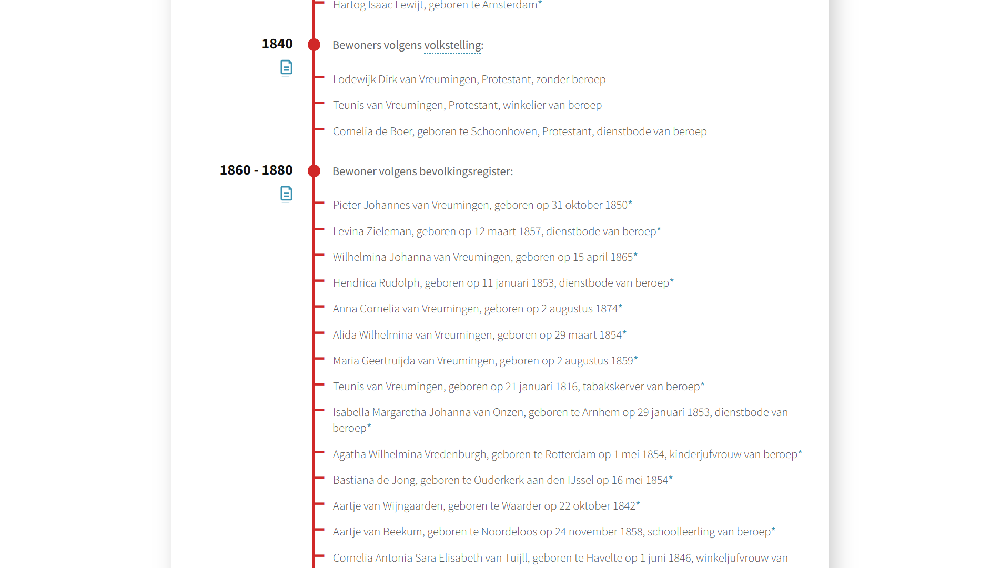 Hartog Isaac Lewijt, geboren te Amsterdam*
1840
Bewoners volgens volkstelling:
Lodewijk Dirk van Vreumingen, Protestant, zonder beroep
Teunis van Vreumingen, Protestant, winkelier van beroep
Cornelia de Boer, geboren te Schoonhoven, Protestant, dienstbode van beroep
1860 - 1880
Bewoner volgens bevolkingsregister:
Pieter Johannes van Vreumingen, geboren op 31 oktober 1850*
Levina Zieleman, geboren op 12 maart 1857, dienstbode van beroep*
Wilhelmina Johanna van Vreumingen, geboren op 15 april 1865*
Hendrica Rudolph, geboren op 11 januari 1853, dienstbode van beroep*
Anna Cornelia van Vreumingen, geboren op 2 augustus 1874*
Alida Wilhelmina van Vreumingen, geboren op 29 maart 1854*
Maria Geertruijda van Vreumingen, geboren op 2 augustus 1859*
Teunis van Vreumingen, geboren op 21 januari 1816, tabakskerver van beroep*
Isabella Margaretha Johanna van Onzen, geboren te Arnhem op 29 januari 1853, dienstbode van
beroep*
Agatha Wilhelmina Vredenburgh, geboren te Rotterdam op 1 mei 1854, kinderjufvrouw van beroep*
Bastiana de Jong, geboren te Ouderkerk aan den IJssel op 16 mei 1854*
Aartje van Wijngaarden, geboren te Waarder op 22 oktober 1842*
Aartje van Beekum, geboren te Noordeloos op 24 november 1858, schoolleerling van beroep*
Cornelia Antonia Sara Elisabeth van Tuijll, geboren te Havelte op 1 juni 1846, winkeljufvrouw van